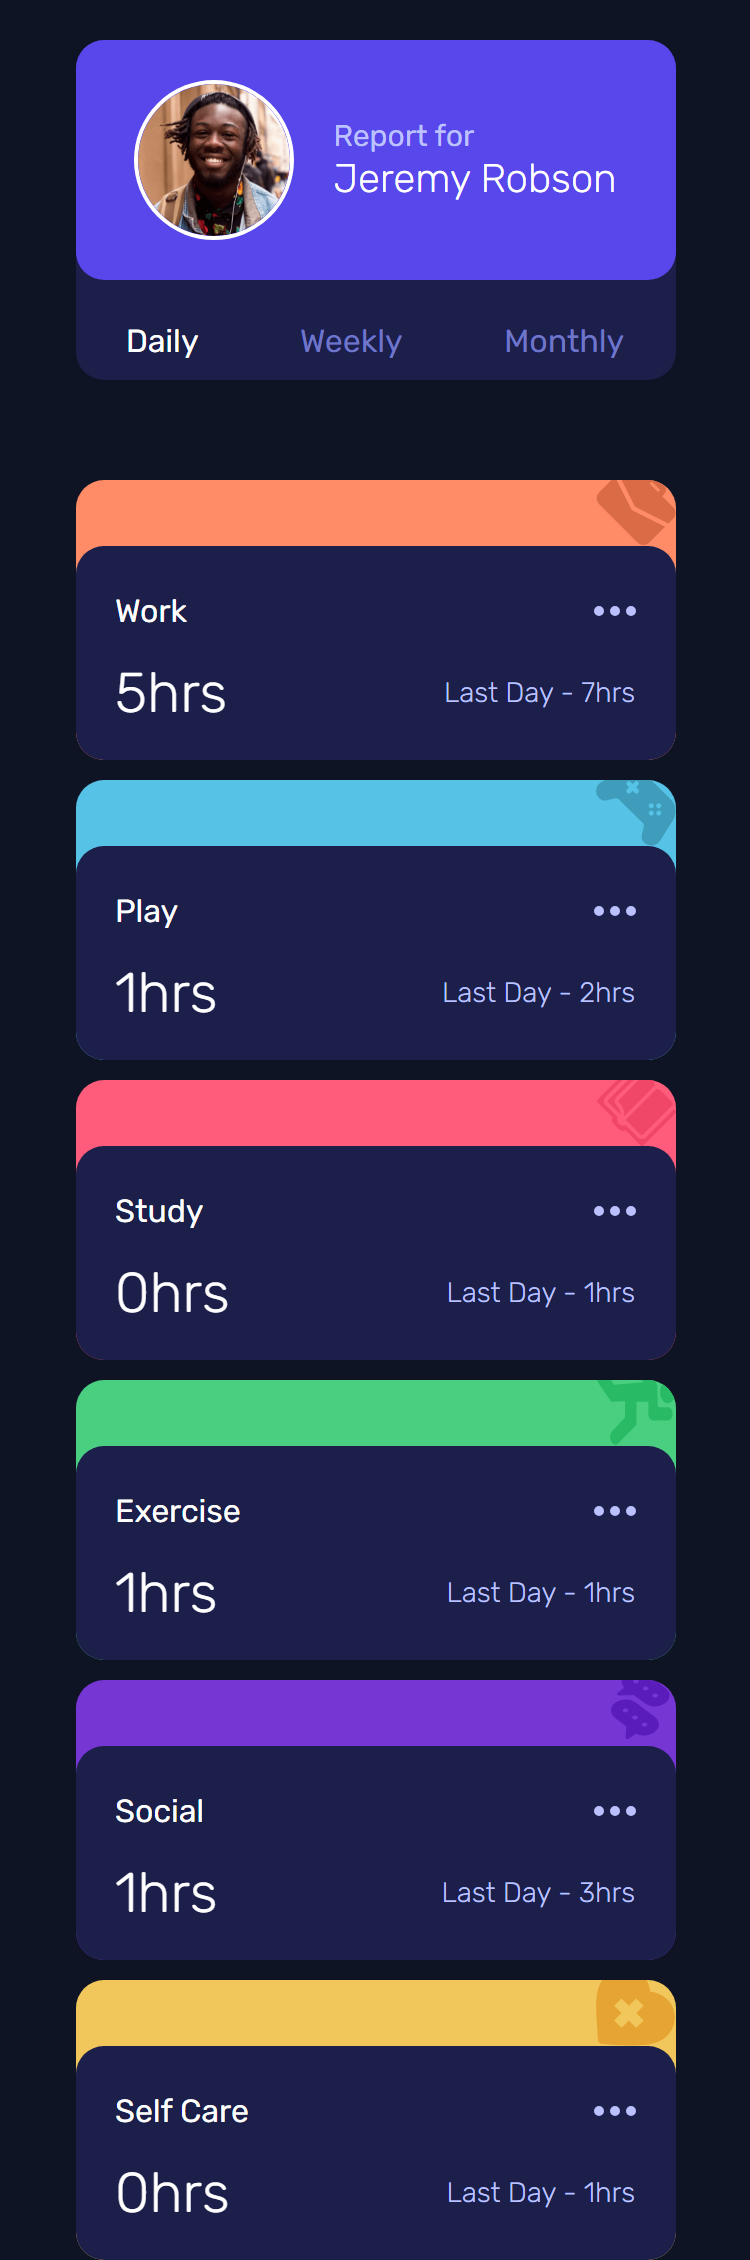 Report for
Jeremy Robson
Daily Weekly Monthly
Work
5hrs Last Day - 7hrs
Play
1hrs Last Day - 2hrs
Study
0hrs Last Day - 1hrs
Exercise
1hrs Last Day - 1hrs
Social
1hrs Last Day - 3hrs
Self Care
0hrs Last Day - 1hrs